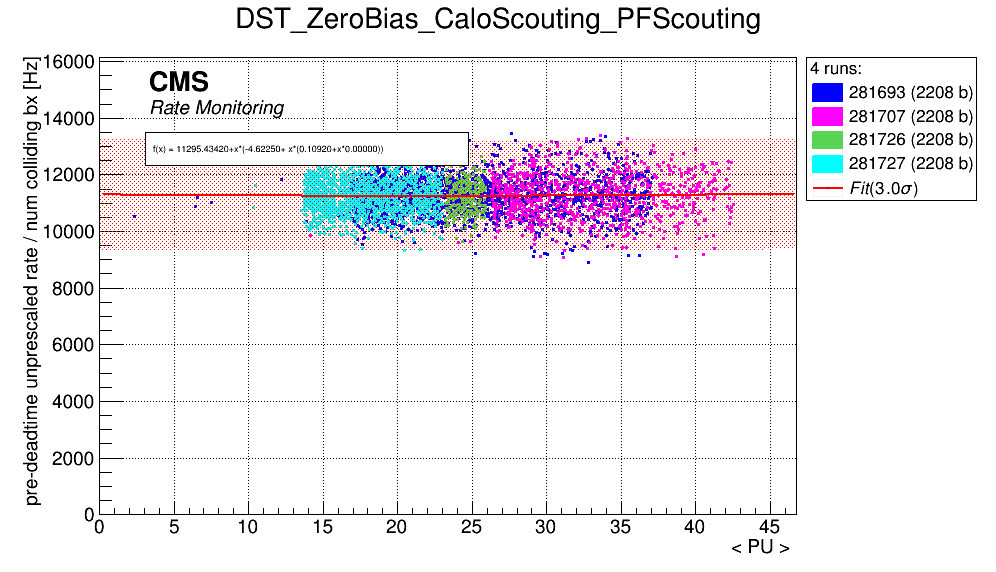 DST_ZeroBias_CaloScouting_PFScouting
pre-deadtime unprescaled rate / num colliding bx [Hz]
16000
14000
12000
10000
8000
6000
4000
2000
0
CMS
Rate Monitoring
f(x) = 11295.43420+x*(-4.62250+ x*(0.10920+x*0.00000))
0 5 10 15 20 25 30 35 40 45
< PU >
4 runs:
281693 (2208 b)
281707 (2208 b)
281726 (2208 b)
281727 (2208 b)
Fit(3.0σ)